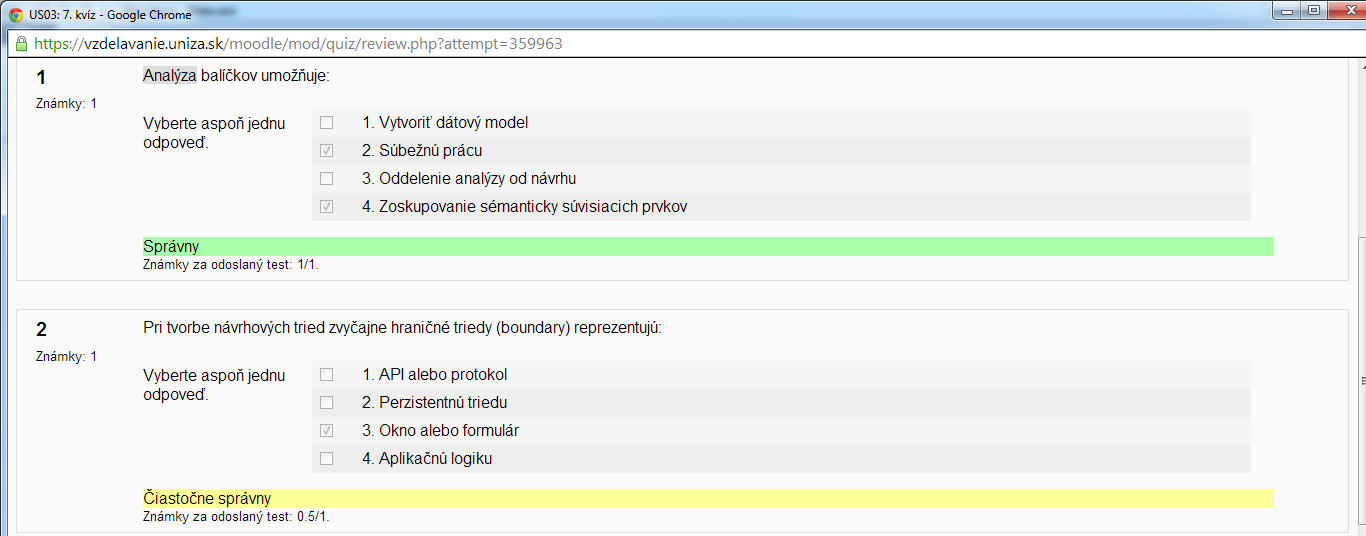 US03: 7. kvíz - Google Chrome
https://vzdelavanie.uniza.sk/moodle/mod/quiz/review.php?attempt=359963
1
Analýza balíčkov umožňuje:
Známky: 1
Vyberte aspoň jednu
odpoveď.
1. Vytvoriť dátový model
2. Súbežnú prácu
3. Oddelenie analýzy od návrhu
4. Zoskupovanie sémanticky súvisiacich prvkov
Správny
Známky za odoslaný test: 1/1.
2
Pri tvorbe návrhových tried zvyčajne hraničné triedy (boundary) reprezentujú:
Známky: 1
Vyberte aspoň jednu
odpoveď.
1. API alebo protokol
2. Perzistentnú triedu
3. Okno alebo formulár
4. Aplikačnú logiku
Čiastočne správny
Známky za odoslaný test: 0.5/1.